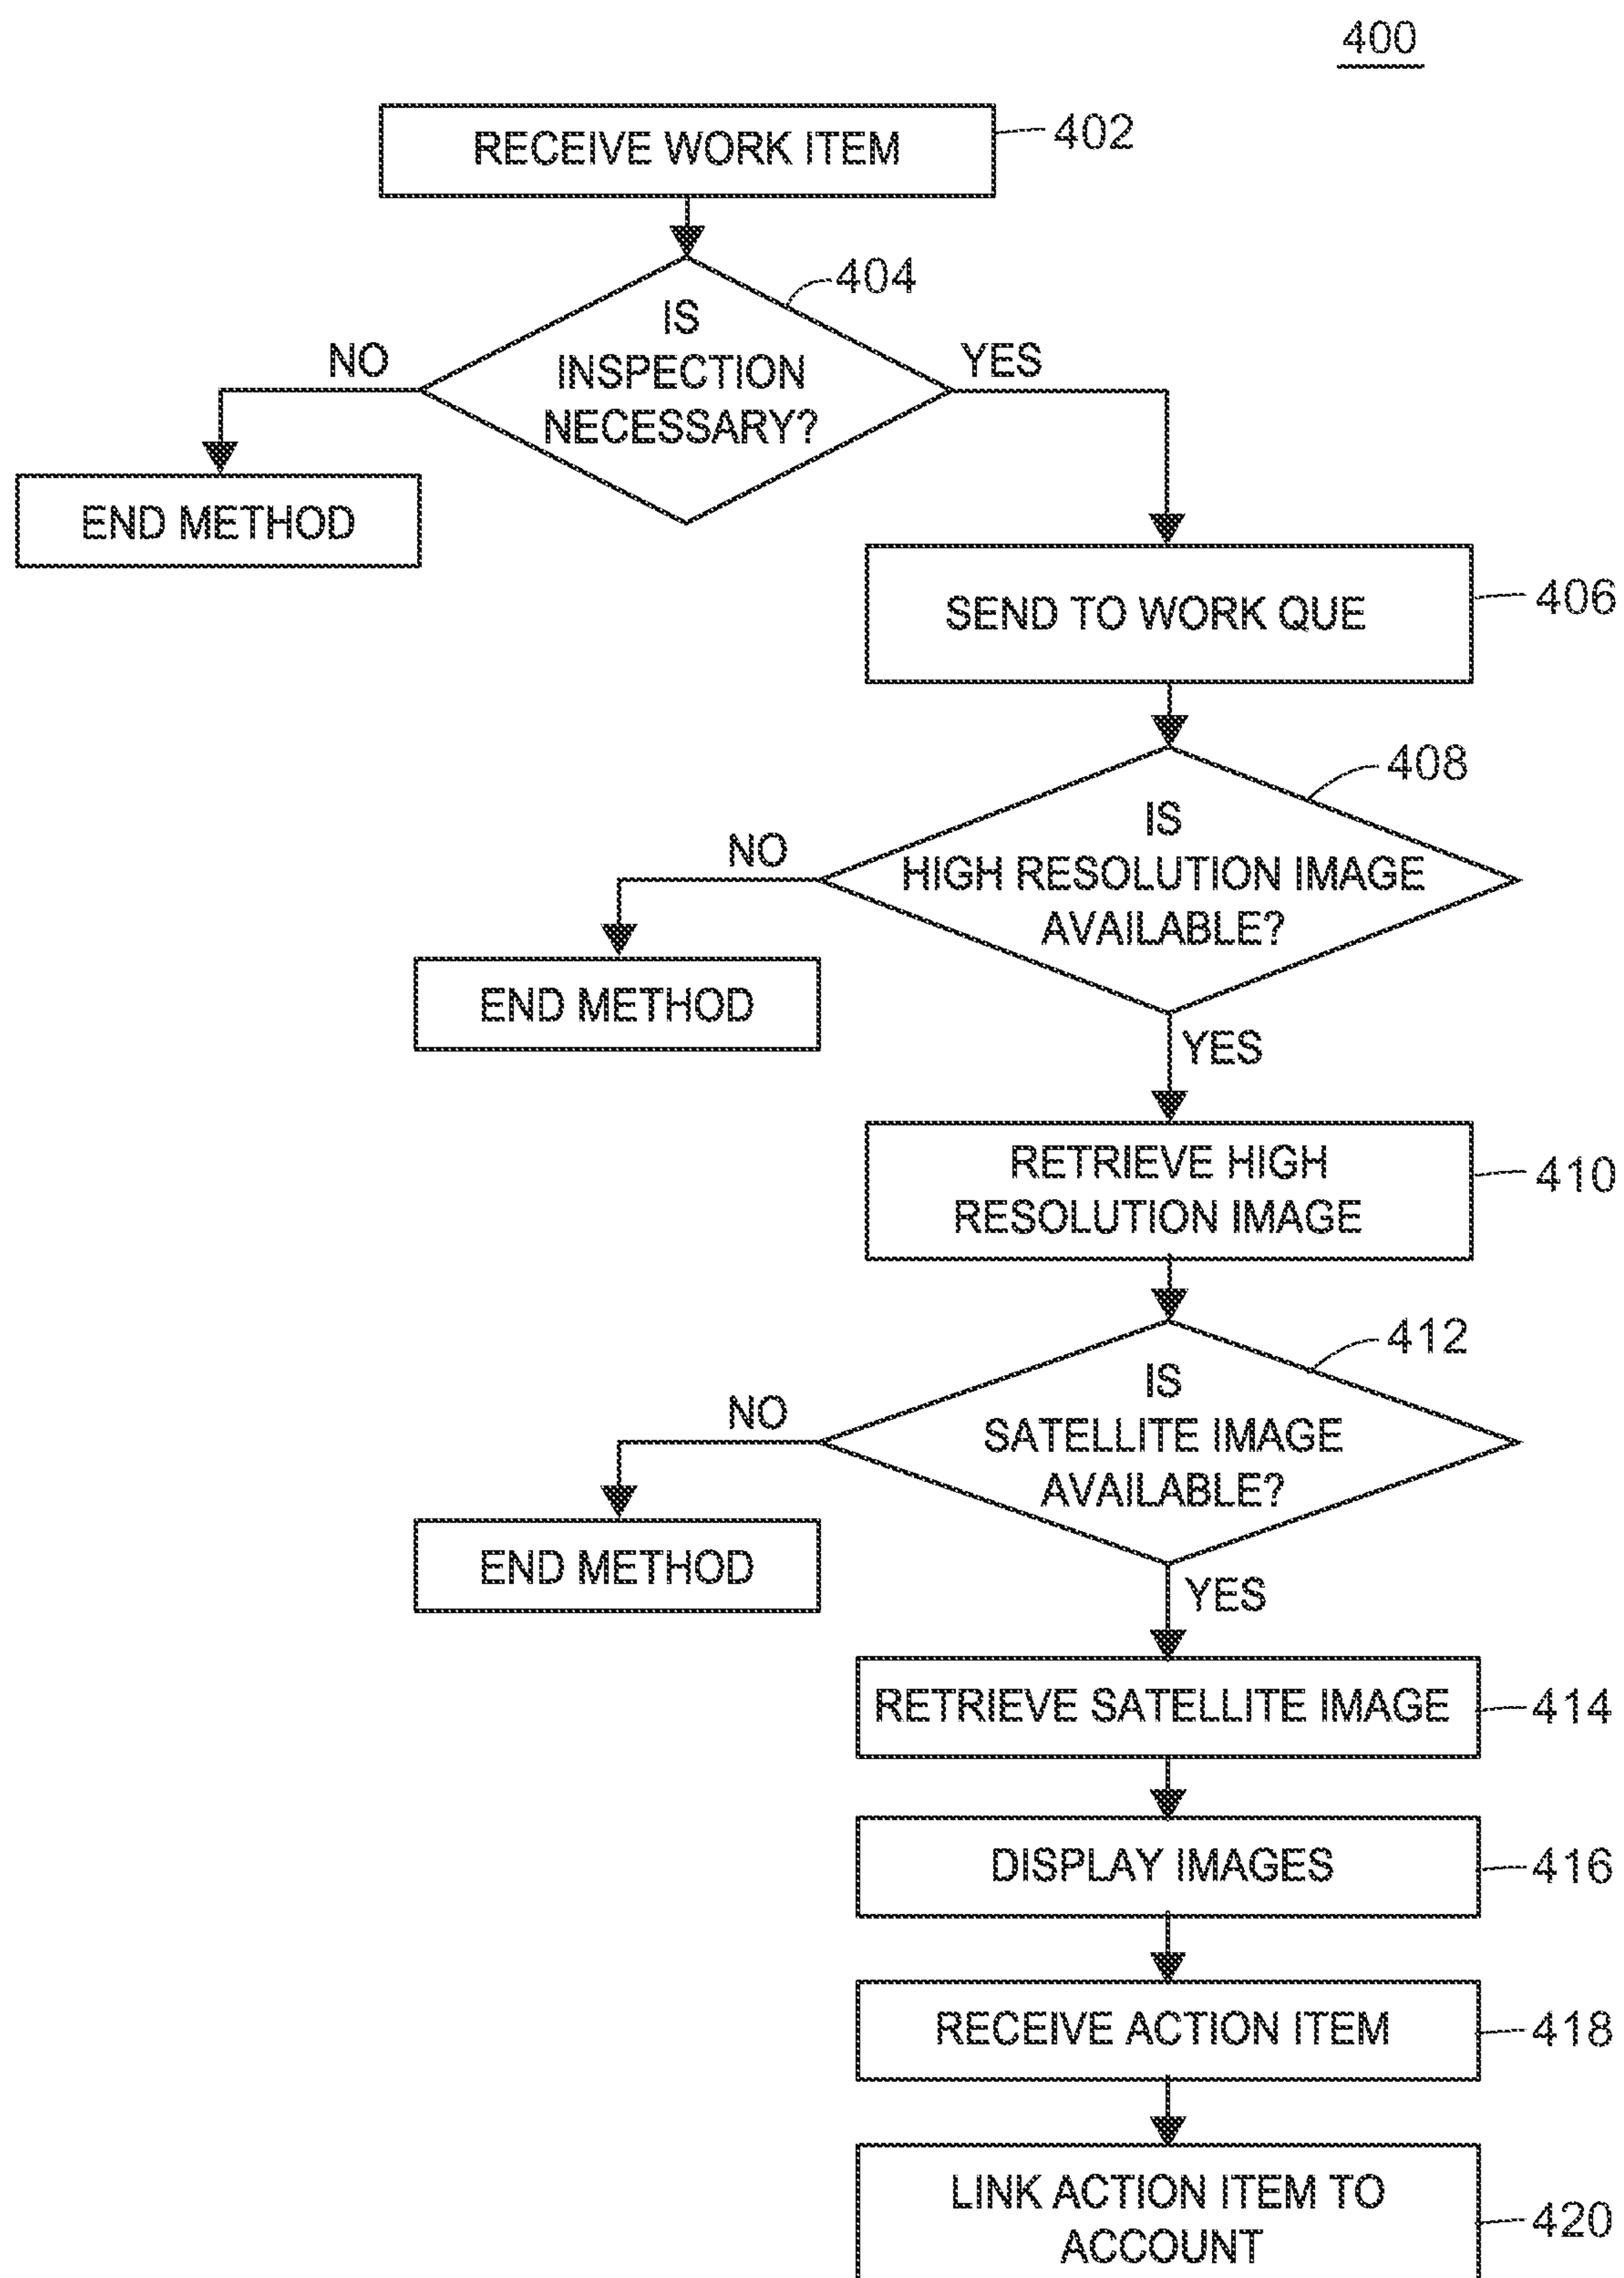 400
RECEIVE WORK ITEM
402
404
IS
INSPECTION
NECESSARY?
NO
YES
END METHOD
SEND TO WORK QUE
406
408
IS
HIGH RESOLUTION IMAGE
AVAILABLE?
NO
END METHOD
YES
RETRIEVE HIGH
RESOLUTION IMAGE
410
412
IS
SATELLITE IMAGE
AVAILABLE?
NO
END METHOD
YES
RETRIEVE SATELLITE IMAGE
414
DISPLAY IMAGES
416
RECEIVE ACTION ITEM
418
LINK ACTION ITEM TO
ACCOUNT
420